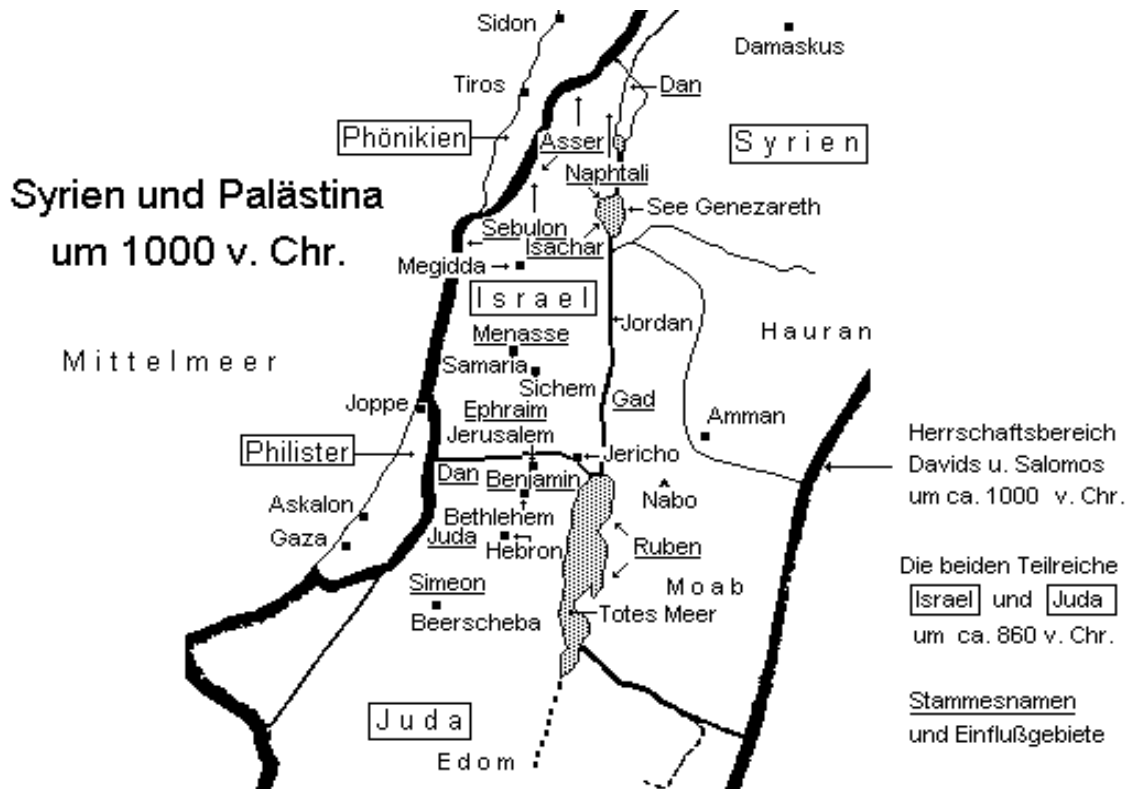 Sidon
Damaskus
Tiros
Dan
Phönikien
Asser
Syrien
Naphtali
Syrien und Palästina
um 1000 v. Chr.
See Genezareth
Sebulon
Isachar
Megidda
Israel
Jordan
Hauran
Mittelmeer
Menasse
Samaria
Sichem
Gad
Joppe
Ephraim
Amman
Jerusalem
Philister
Jericho
Herrschaftsbereich
Davids u. Salomos
um ca. 1000 v. Chr.
Dan
Benjamin
Nabo
Askalon
Bethlehem
Gaza
Juda
Hebron
Ruben
Die beiden Teilreiche
Israel und Juda
um ca. 860 v. Chr.
Simeon
Moab
Beerscheba
Totes Meer
Stammesnamen
und Einflußgebiete
Juda
Edom